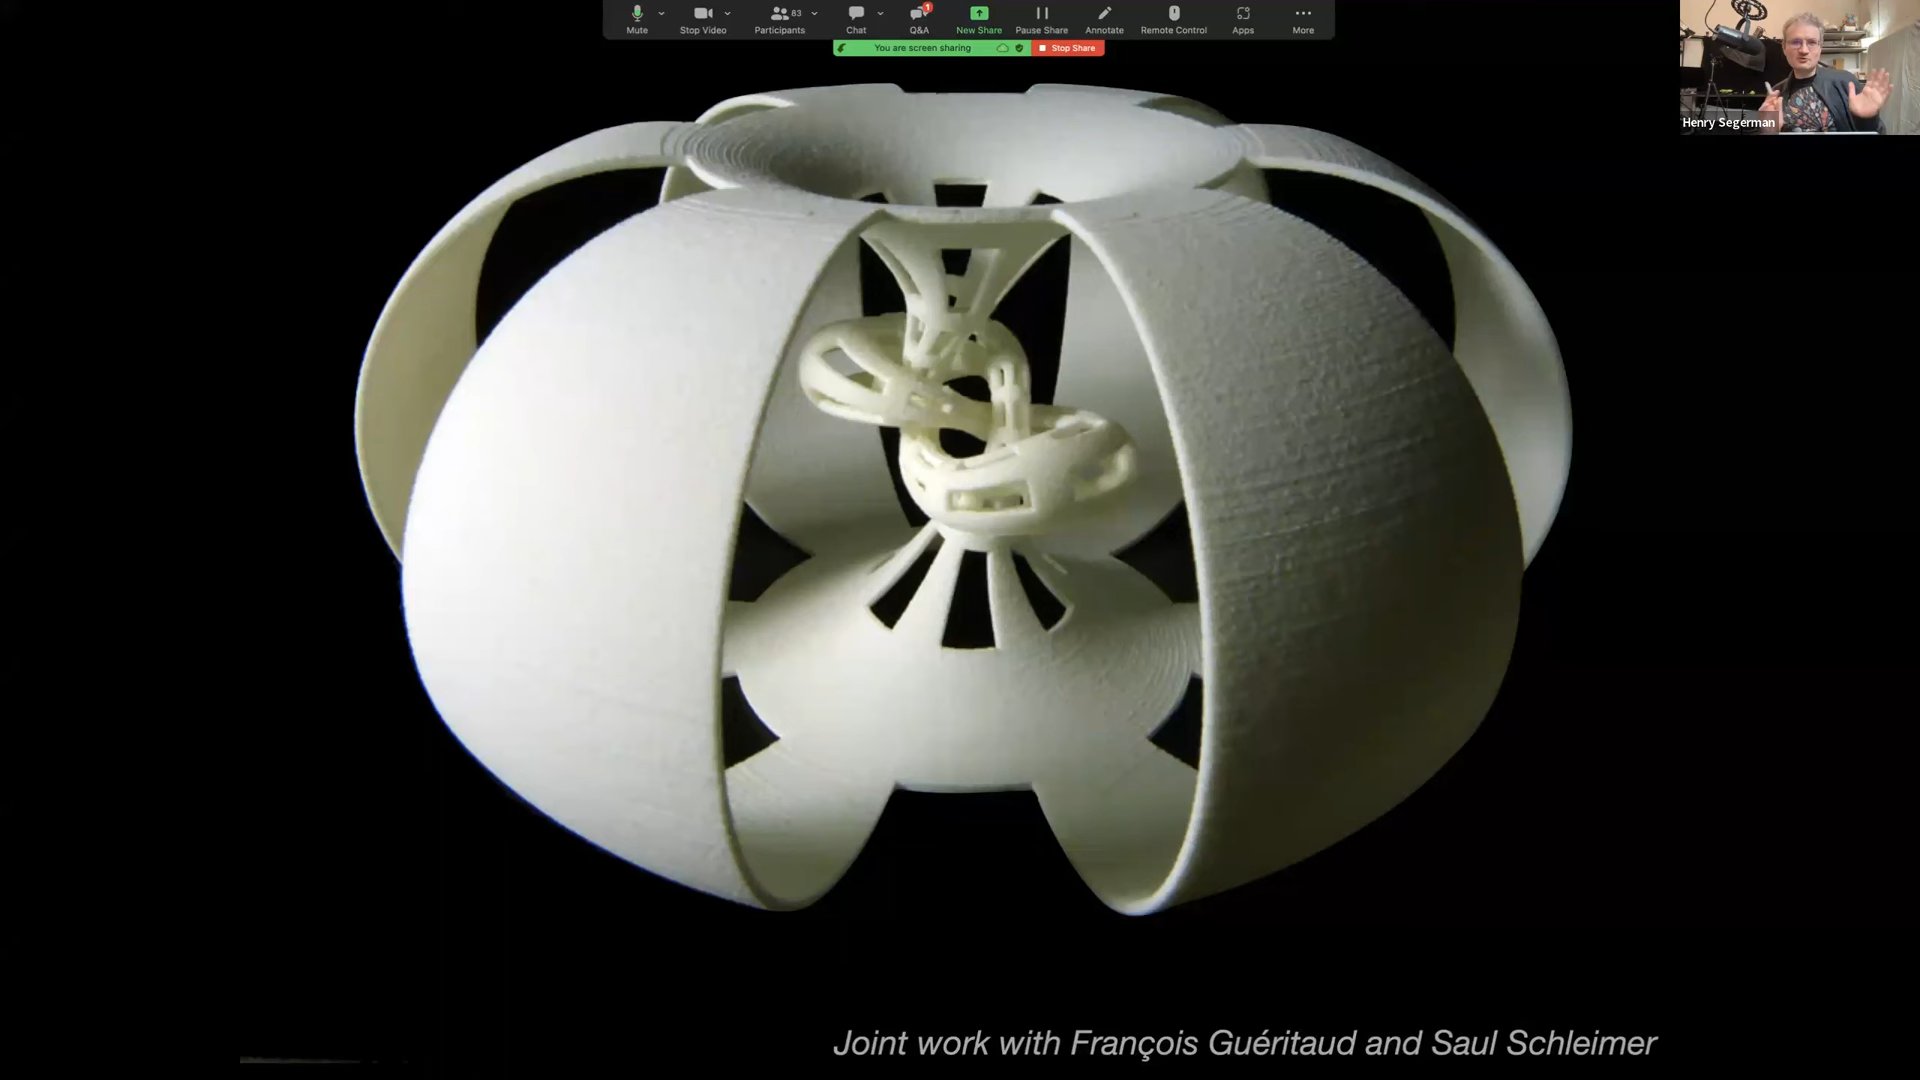 Mute
Stop Video
83
Participants
Chat
1
Q&A
New Share
Pause Share
Annotate
Remote Control
Apps
More
You are screen sharing
Stop Share
Henry Segerman
Joint work with François Guéritaud and Saul Schleimer